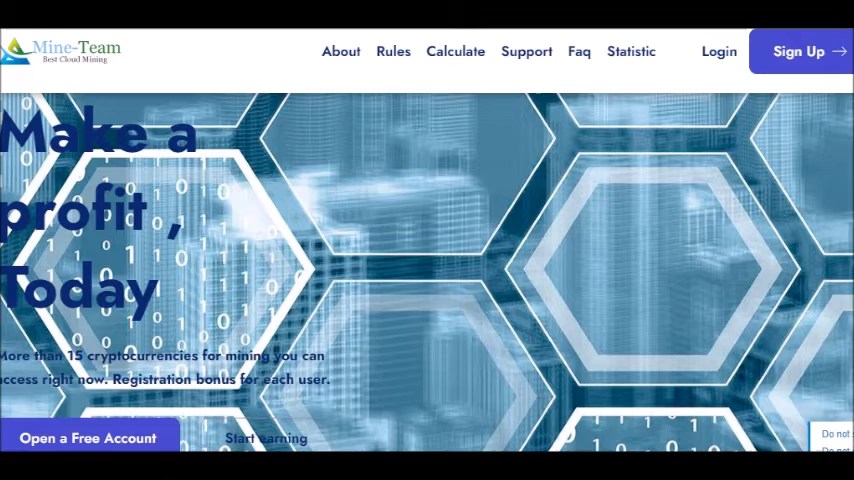 Mine-Team
Best Cloud Mining
About Rules Calculate Support Faq Statistic Login Sign Up
Make a
profit ,
Today
More than 15 cryptocurrencies for mining you can
access right now. Registration bonus for each user.
Open a Free Account Start earning
Do not